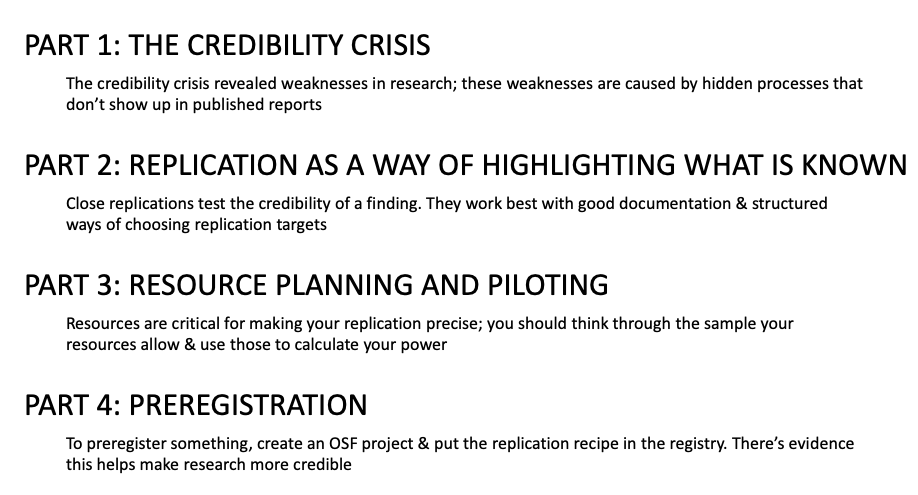 PART 1: THE CREDIBILITY CRISIS
The credibility crisis revealed weaknesses in research; these weaknesses are caused by hidden processes that
don't show up in published reports
PART 2: REPLICATION AS A WAY OF HIGHLIGHTING WHAT IS KNOWN
Close replications test the credibility of a finding. They work best with good documentation & structured
ways of choosing replication targets
PART 3: RESOURCE PLANNING AND PILOTING
Resources are critical for making your replication precise; you should think through the sample your
resources allow & use those to calculate your power
PART 4: PREREGISTRATION
To preregister something, create an OSF project & put the replication recipe in the registry. There's evidence
this helps make research more credible